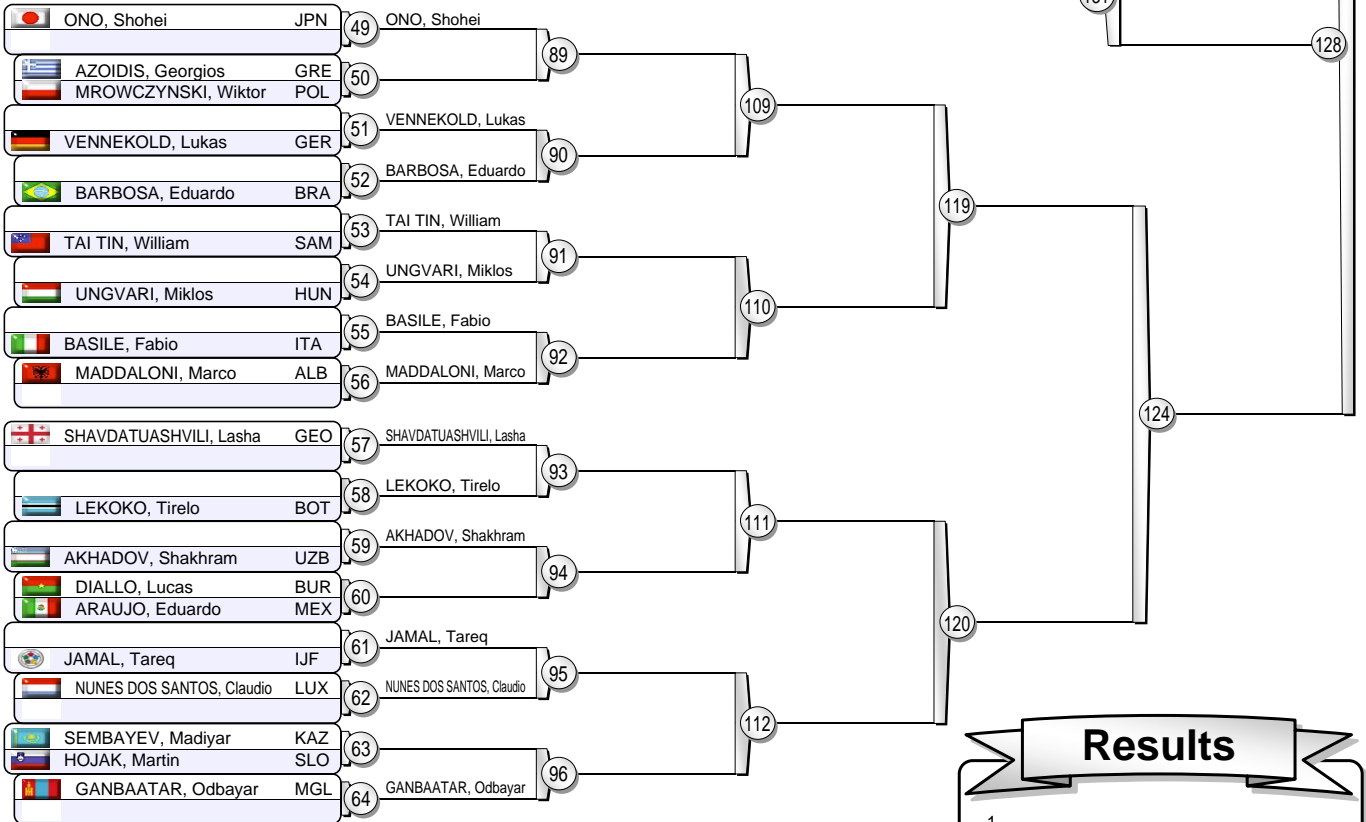 ONO, Shohei JPN
49
ONO, Shohei
AZOIDIS, Georgios GRE
MROWCZYNSKI, Wiktor POL
50
89
VENNEKOLD, Lukas GER
51
VENNEKOLD, Lukas
BARBOSA, Eduardo BRA
52
BARBOSA, Eduardo
90
109
TAI TIN, William SAM
53
TAI TIN, William
UNGVARI, Miklos HUN
54
UNGVARI, Miklos
91
BASILE, Fabio ITA
55
BASILE, Fabio
MADDALONI, Marco ALB
56
MADDALONI, Marco
92
110
119
SHAVDATUASHVILI, Lasha GEO
57
SHAVDATUASHVILI, Lasha
LEKOKO, Tirelo BOT
58
LEKOKO, Tirelo
93
AKHADOV, Shakhram UZB
59
AKHADOV, Shakhram
DIALLO, Lucas BUR
ARAUJO, Eduardo MEX
60
94
111
JAMAL, Tareq IJF
61
JAMAL, Tareq
NUNES DOS SANTOS, Claudio LUX
62
NUNES DOS SANTOS, Claudio
95
SEMBAYEV, Madiyar KAZ
HOJAK, Martin SLO
63
GANBAATAR, Odbayar MGL
64
GANBAATAR, Odbayar
96
112
120
124
128
Results
1